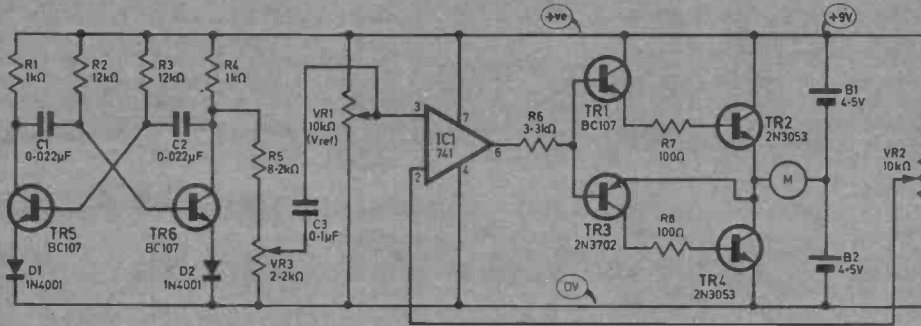 +ve
+9V
R1
1kΩ
R2
12kΩ
R3
12kΩ
R4
1kΩ
C1
0-022μF
C2
0-022μF
TR5
BC107
TR6
BC107
D1
1N4001
D2
1N4001
R5
8-2kΩ
VR3
2-2kΩ
C3
0-1μF
VR1
10kΩ
(Vref)
3
2
7
4
6
IC1
741
R6
3-3kΩ
TR1
BC107
R7
100Ω
TR2
2N3053
TR3
2N3702
R8
100Ω
TR4
2N3053
M
B1
4-5V
B2
4-5V
VR2
10kΩ
0V